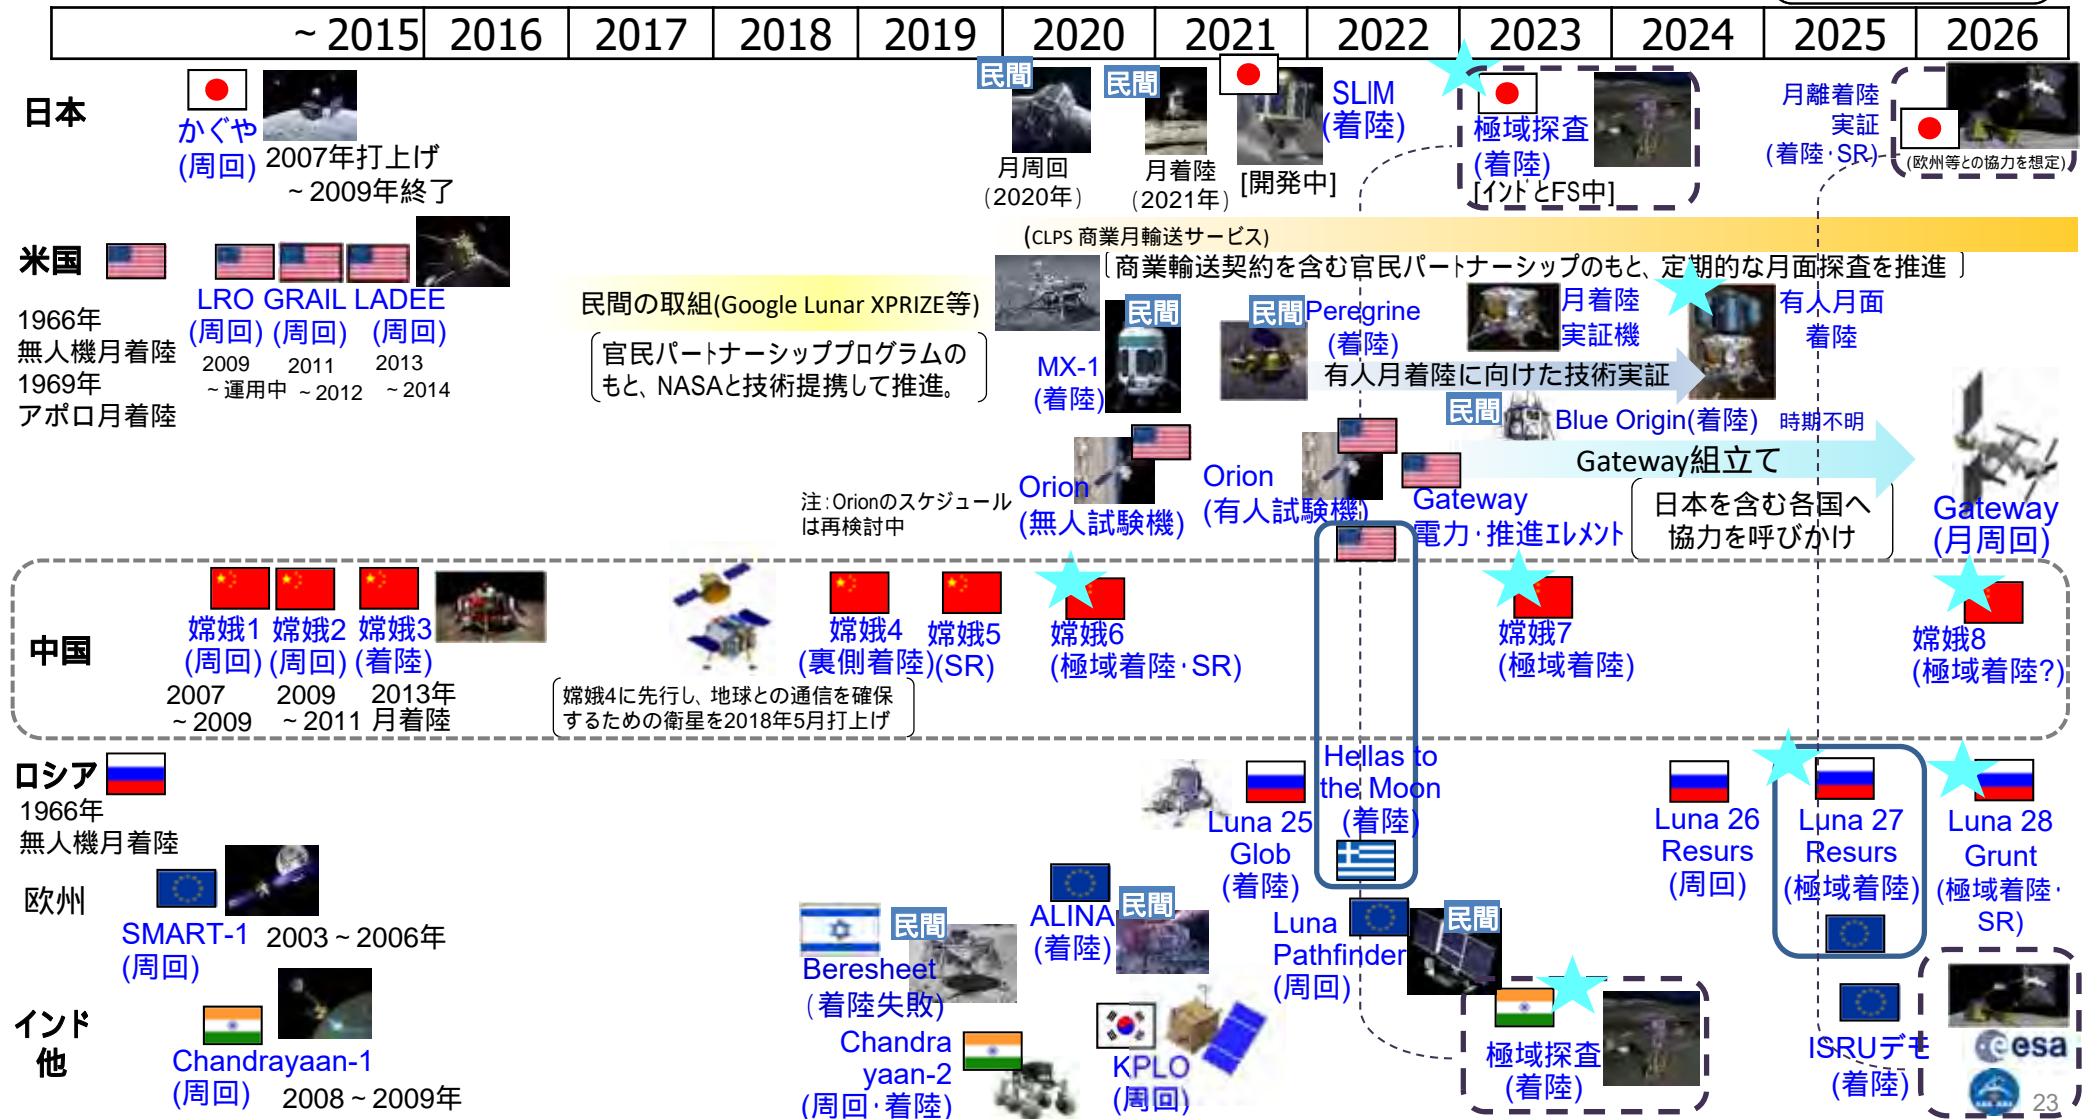 ~ 2015 2016 2017 2018 2019 2020 2021 2022 2023 2024 2025 2026
日本
かぐや
(周回)
2007年打上げ
~ 2009年終了
民間
月周回
(2020年)
民間
月着陸
(2021年)
[開発中]
SLIM
(着陸)
極域探査
(着陸)
[インドとFS中]
月離着陸
実証
(着陸・SR)
(欧州等との協力を想定)
米国
1966年
無人機月着陸
1969年
アポロ月着陸
LRO GRAIL LADEE
(周回) (周回) (周回)
2009 2011 2013
~ 運用中 ~ 2012 ~ 2014
民間の取組(Google Lunar XPRIZE等)
官民パートナーシッププログラムの
もと、NASAと技術提携して推進。
(CLPS 商業月輸送サービス)
商業輸送契約を含む官民パートナーシップのもと、定期的な月面探査を推進
民間
MX-1
(着陸)
民間
Peregrine
(着陸)
月着陸
実証機
有人月面
着陸
有人月着陸に向けた技術実証
民間
Blue Origin(着陸) 時期不明
Gateway組立て
注:Orionのスケジュール
は再検討中
Orion
(無人試験機)
Orion
(有人試験機)
Gateway
電力・推進エレメント
日本を含む各国へ
協力を呼びかけ
Gateway
(月周回)
中国
嫦娥1 嫦娥2 嫦娥3
(周回) (周回) (着陸)
2007 2009 2013年
~ 2009 ~ 2011 月着陸
嫦娥4に先行し、地球との通信を確保
するための衛星を2018年5月打上げ
嫦娥4
(裏側着陸)
嫦娥5
(SR)
嫦娥6
(極域着陸・SR)
嫦娥7
(極域着陸)
嫦娥8
(極域着陸?)
ロシア
1966年
無人機月着陸
Luna 25
Glob
(着陸)
Hellas to
the Moon
(着陸)
Luna 26
Resurs
(周回)
Luna 27
Resurs
(極域着陸)
Luna 28
Grunt
(極域着陸・
SR)
欧州
SMART-1 2003 ~ 2006年
(周回)
民間
Beresheet
(着陸失敗)
ALINA
(着陸)
民間
Luna
Pathfinder
(周回)
民間
インド
他
Chandrayaan-1
(周回)
2008 ~ 2009年
Chandra
yaan-2
(周回・着陸)
KPLO
(周回)
極域探査
(着陸)
ISRUデモ
(着陸)
esa
23